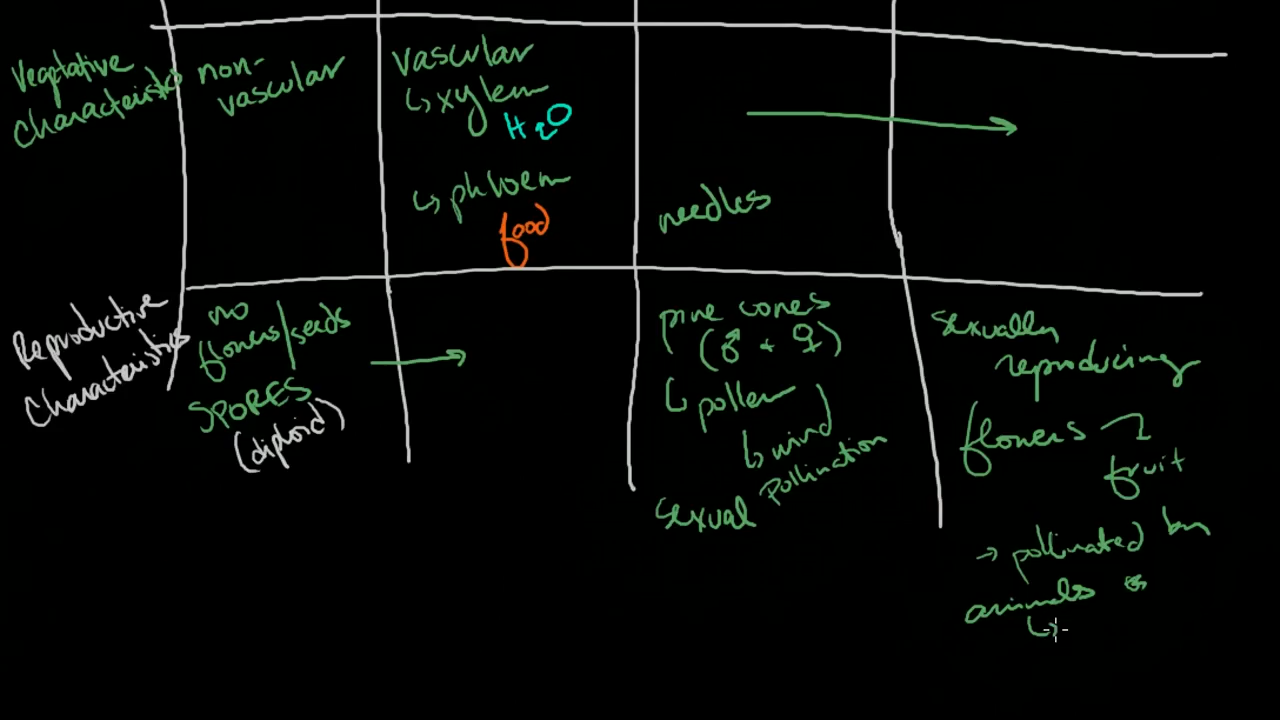 Vegetative
characteristics
non-
vascular
vascular
↳ xylem
H2O
↳ phloem
food
needles
Reproductive
Characteristics
no
flowers/seeds
SPORES
(diploid)
pine cones
(♂ + ♀)
↳ pollen
↳ wind
Pollination
sexual
sexually
reproducing
flowers
fruit
→ pollinated by
animals
↳